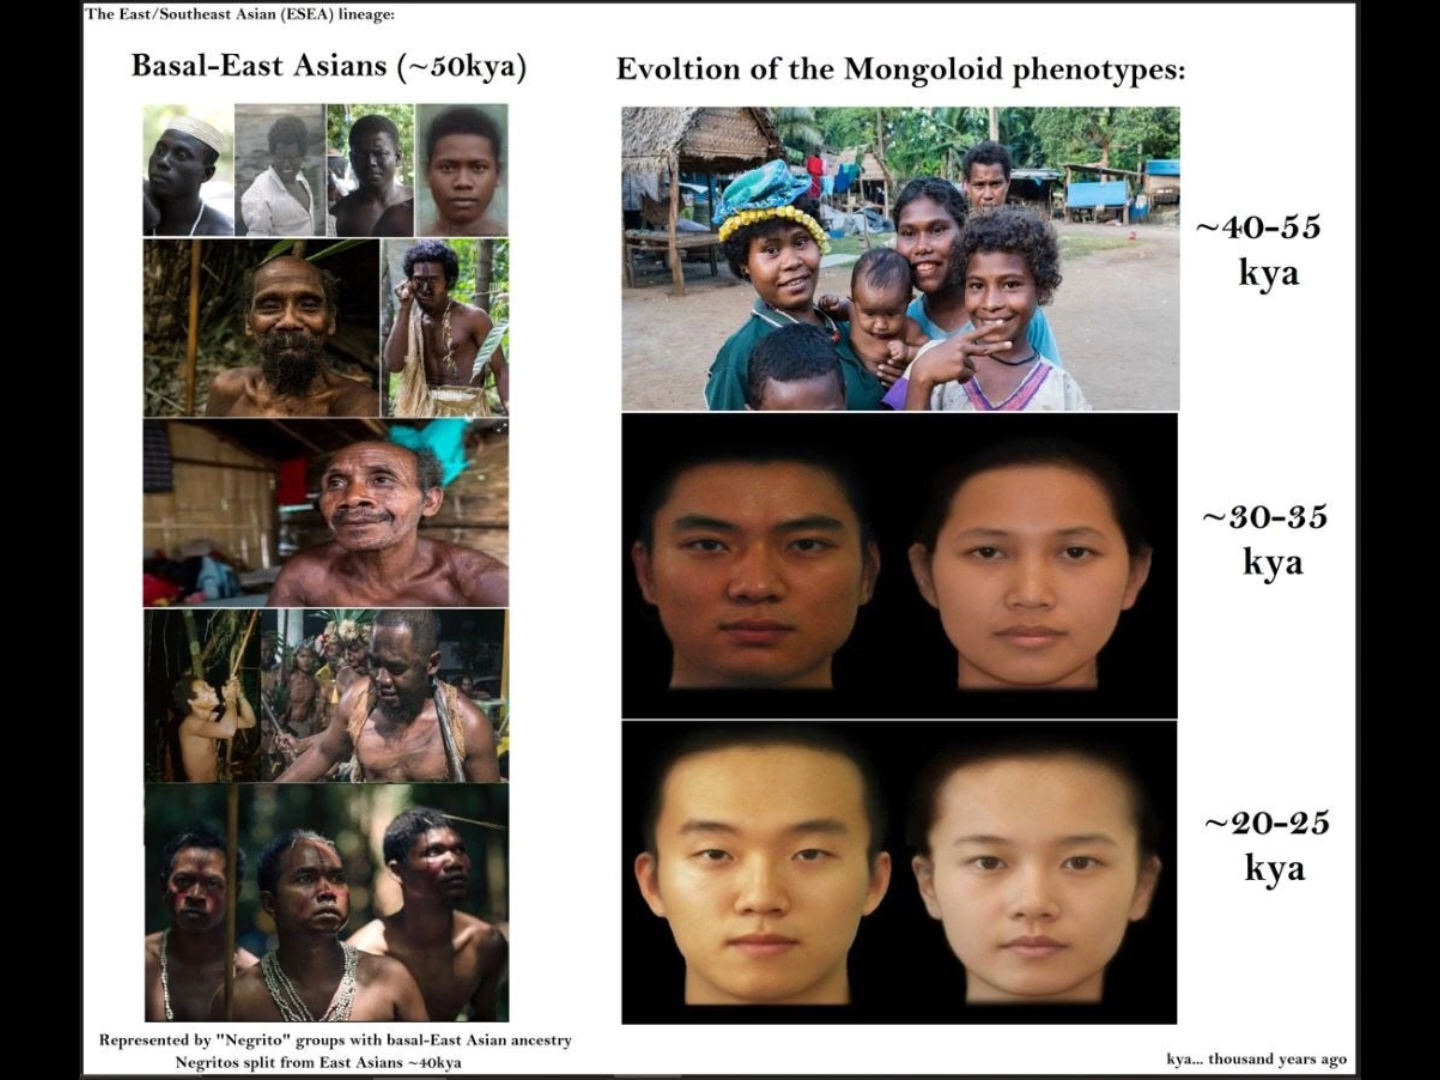 The East/Southeast Asian (ESEA) lineage:
Basal-East Asians (~50kya)
Evoltion of the Mongoloid phenotypes:
~40-55
kya
~30-35
kya
~20-25
kya
Represented by "Negrito" groups with basal-East Asian ancestry
Negritos split from East Asians ~40kya
kya... thousand years ago